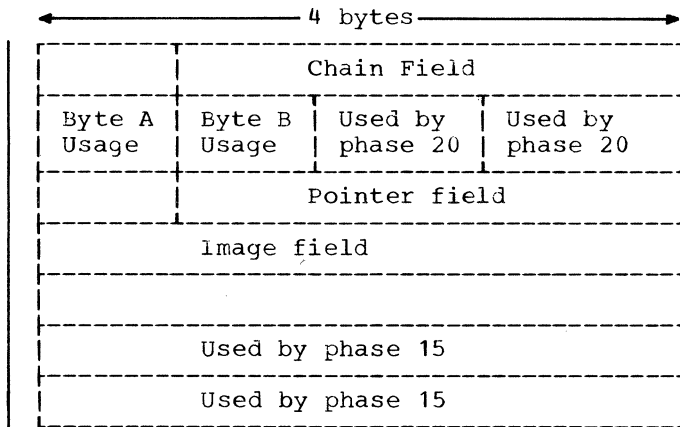 4 bytes
Chain Field
Byte A Byte B Used by Used by
Usage Usage phase 20 phase 20
Pointer field
Image field
Used by phase 15
Used by phase 15